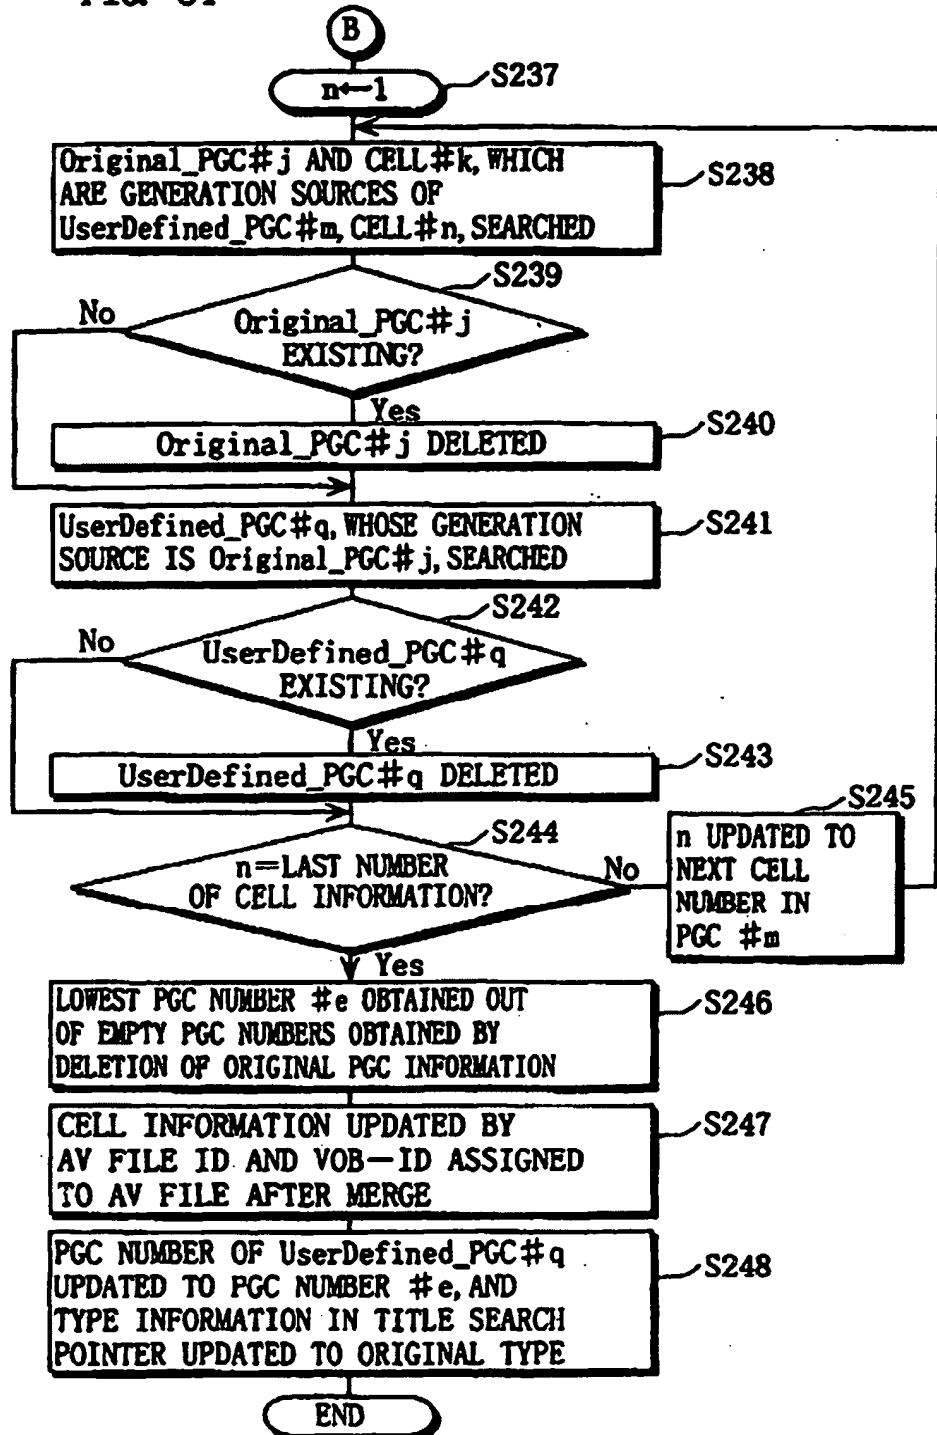 B
n←1
S237
Original_PGC#j AND CELL#k, WHICH
ARE GENERATION SOURCES OF
UserDefined_PGC#m, CELL#n, SEARCHED
S238
S239
No
Original_PGC#j
EXISTING?
Yes
Original_PGC#j DELETED
S240
UserDefined_PGC#q, WHOSE GENERATION
SOURCE IS Original_PGC#j, SEARCHED
S241
S242
No
UserDefined_PGC#q
EXISTING?
Yes
UserDefined_PGC#q DELETED
S243
S244
n=LAST NUMBER
OF CELL INFORMATION?
No
S245
n UPDATED TO
NEXT CELL
NUMBER IN
PGC #m
Yes
LOWEST PGC NUMBER #e OBTAINED OUT
OF EMPTY PGC NUMBERS OBTAINED BY
DELETION OF ORIGINAL PGC INFORMATION
S246
CELL INFORMATION UPDATED BY
AV FILE ID AND VOB-ID ASSIGNED
TO AV FILE AFTER MERGE
S247
PGC NUMBER OF UserDefined_PGC#q
UPDATED TO PGC NUMBER #e, AND
TYPE INFORMATION IN TITLE SEARCH
POINTER UPDATED TO ORIGINAL TYPE
S248
END